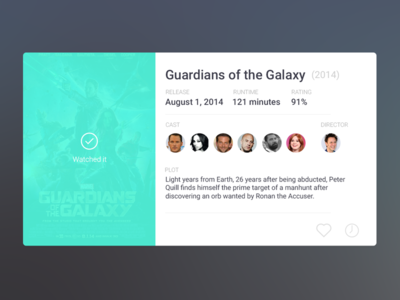 Guardians of the Galaxy (2014)
RELEASE RUNTIME RATING
August 1, 2014 121 minutes 91%
CAST DIRECTOR
Watched it
GUARDIANS
OF THE GALAXY
PLOT
Light years from Earth, 26 years after being abducted, Peter
Quill finds himself the prime target of a manhunt after
discovering an orb wanted by Ronan the Accuser.